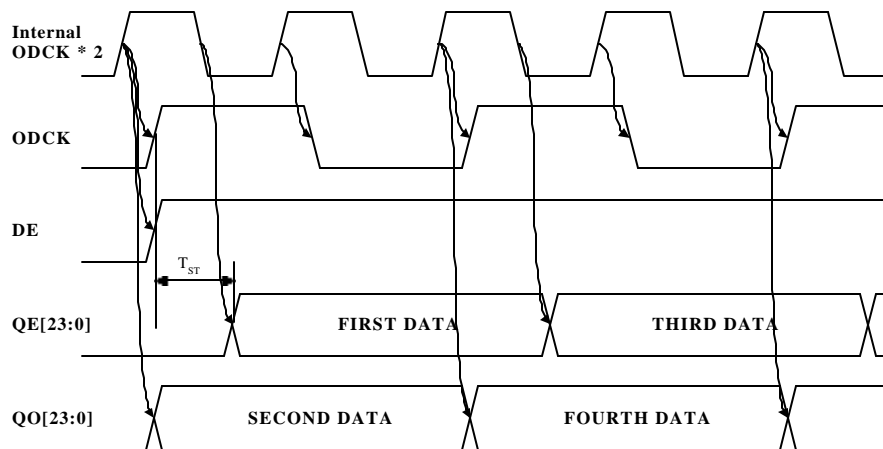 Internal
ODCK * 2
ODCK
DE
T_ST
QE[23:0]
FIRST DATA
THIRD DATA
QO[23:0]
SECOND DATA
FOURTH DATA